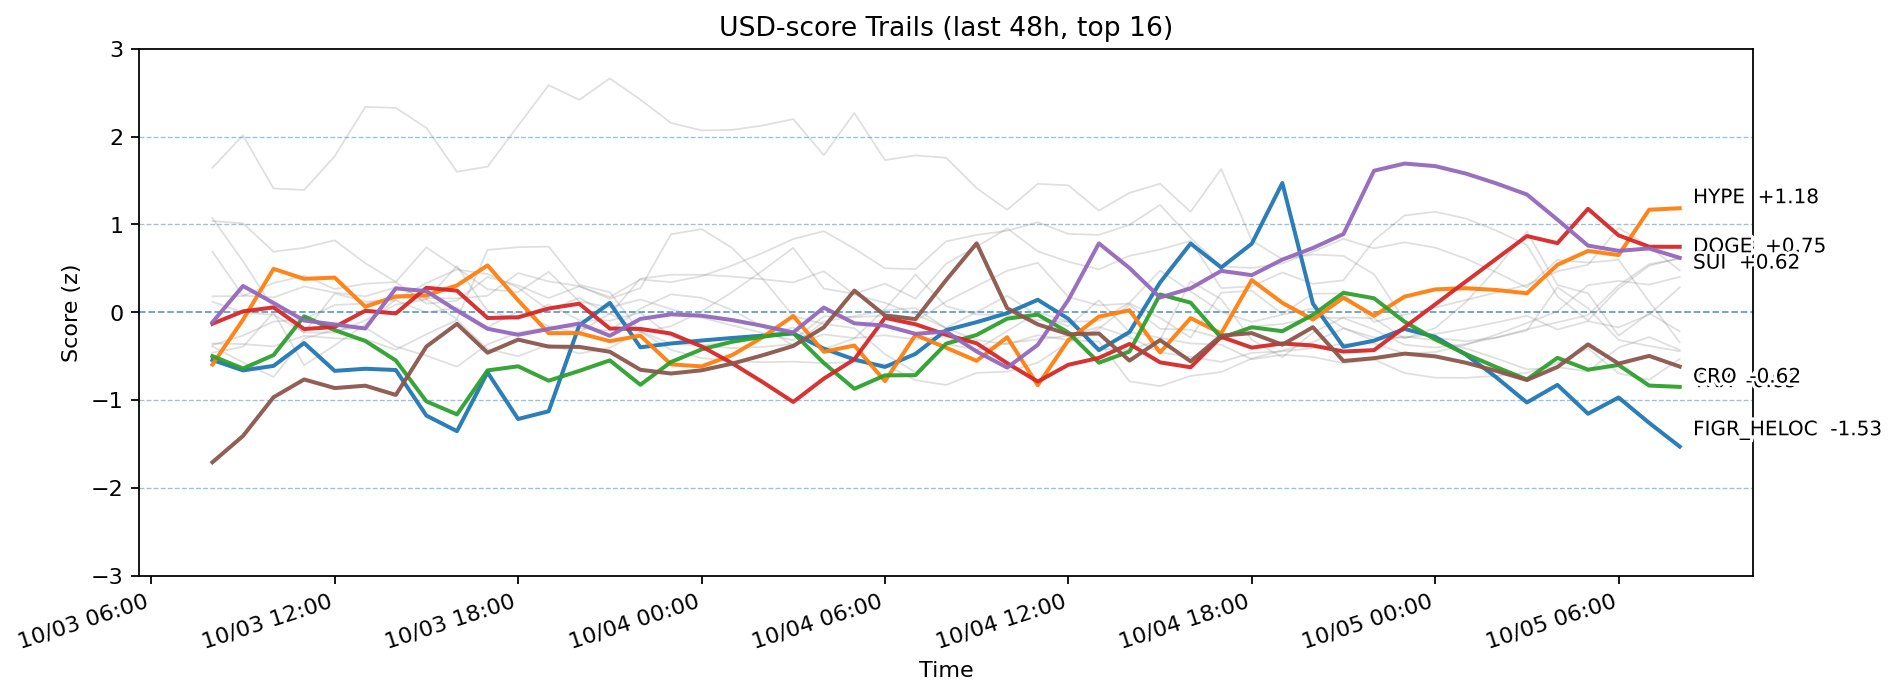 USD-score Trails (last 48h, top 16)
Score (z)
3
2
1
0
−1
−2
−3
HYPE +1.18
DOGE +0.75
SUI +0.62
CRO -0.62
FIGR_HELOC -1.53
10/03 06:00
10/03 12:00
10/03 18:00
10/04 00:00
10/04 06:00
10/04 12:00
10/04 18:00
10/05 00:00
10/05 06:00
Time